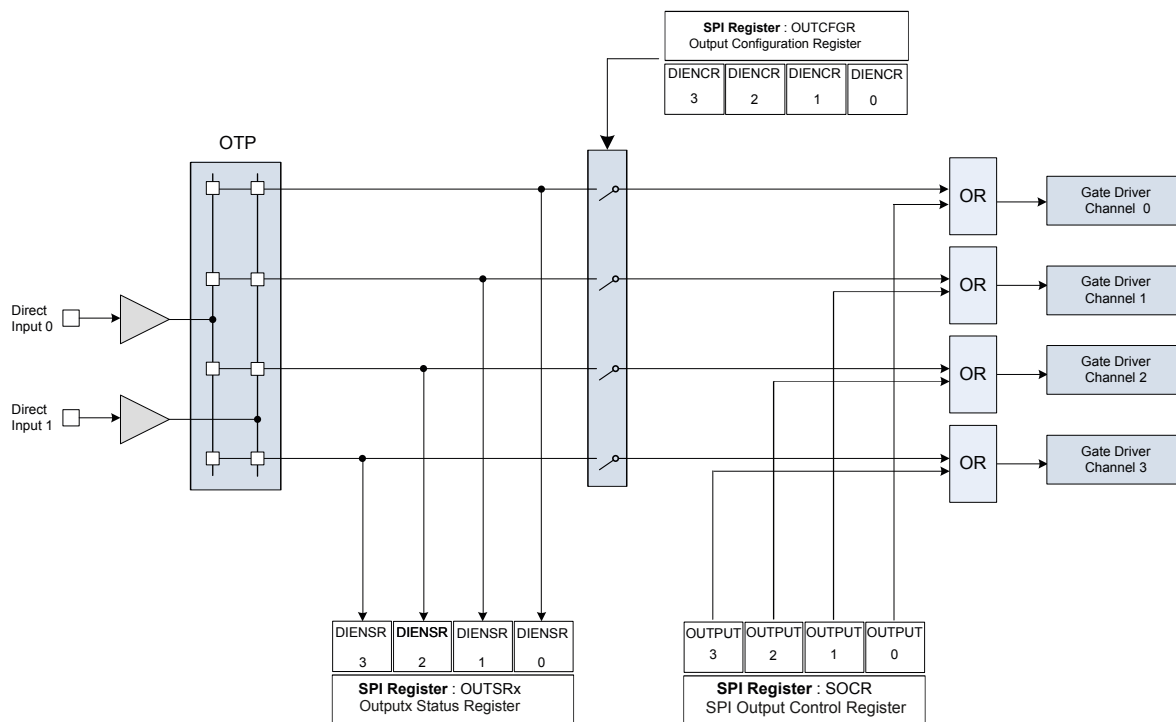 SPI Register : OUTCFGR
Output Configuration Register
DIENCR DIENCR DIENCR DIENCR
3 2 1 0
OTP
OR
Gate Driver
Channel 0
OR
Gate Driver
Channel 1
Direct
Input 0
OR
Gate Driver
Channel 2
Direct
Input 1
OR
Gate Driver
Channel 3
DIENSR DIENSR DIENSR DIENSR
3 2 1 0
SPI Register : OUTSRx
Outputx Status Register
OUTPUT OUTPUT OUTPUT OUTPUT
3 2 1 0
SPI Register : SOCR
SPI Output Control Register